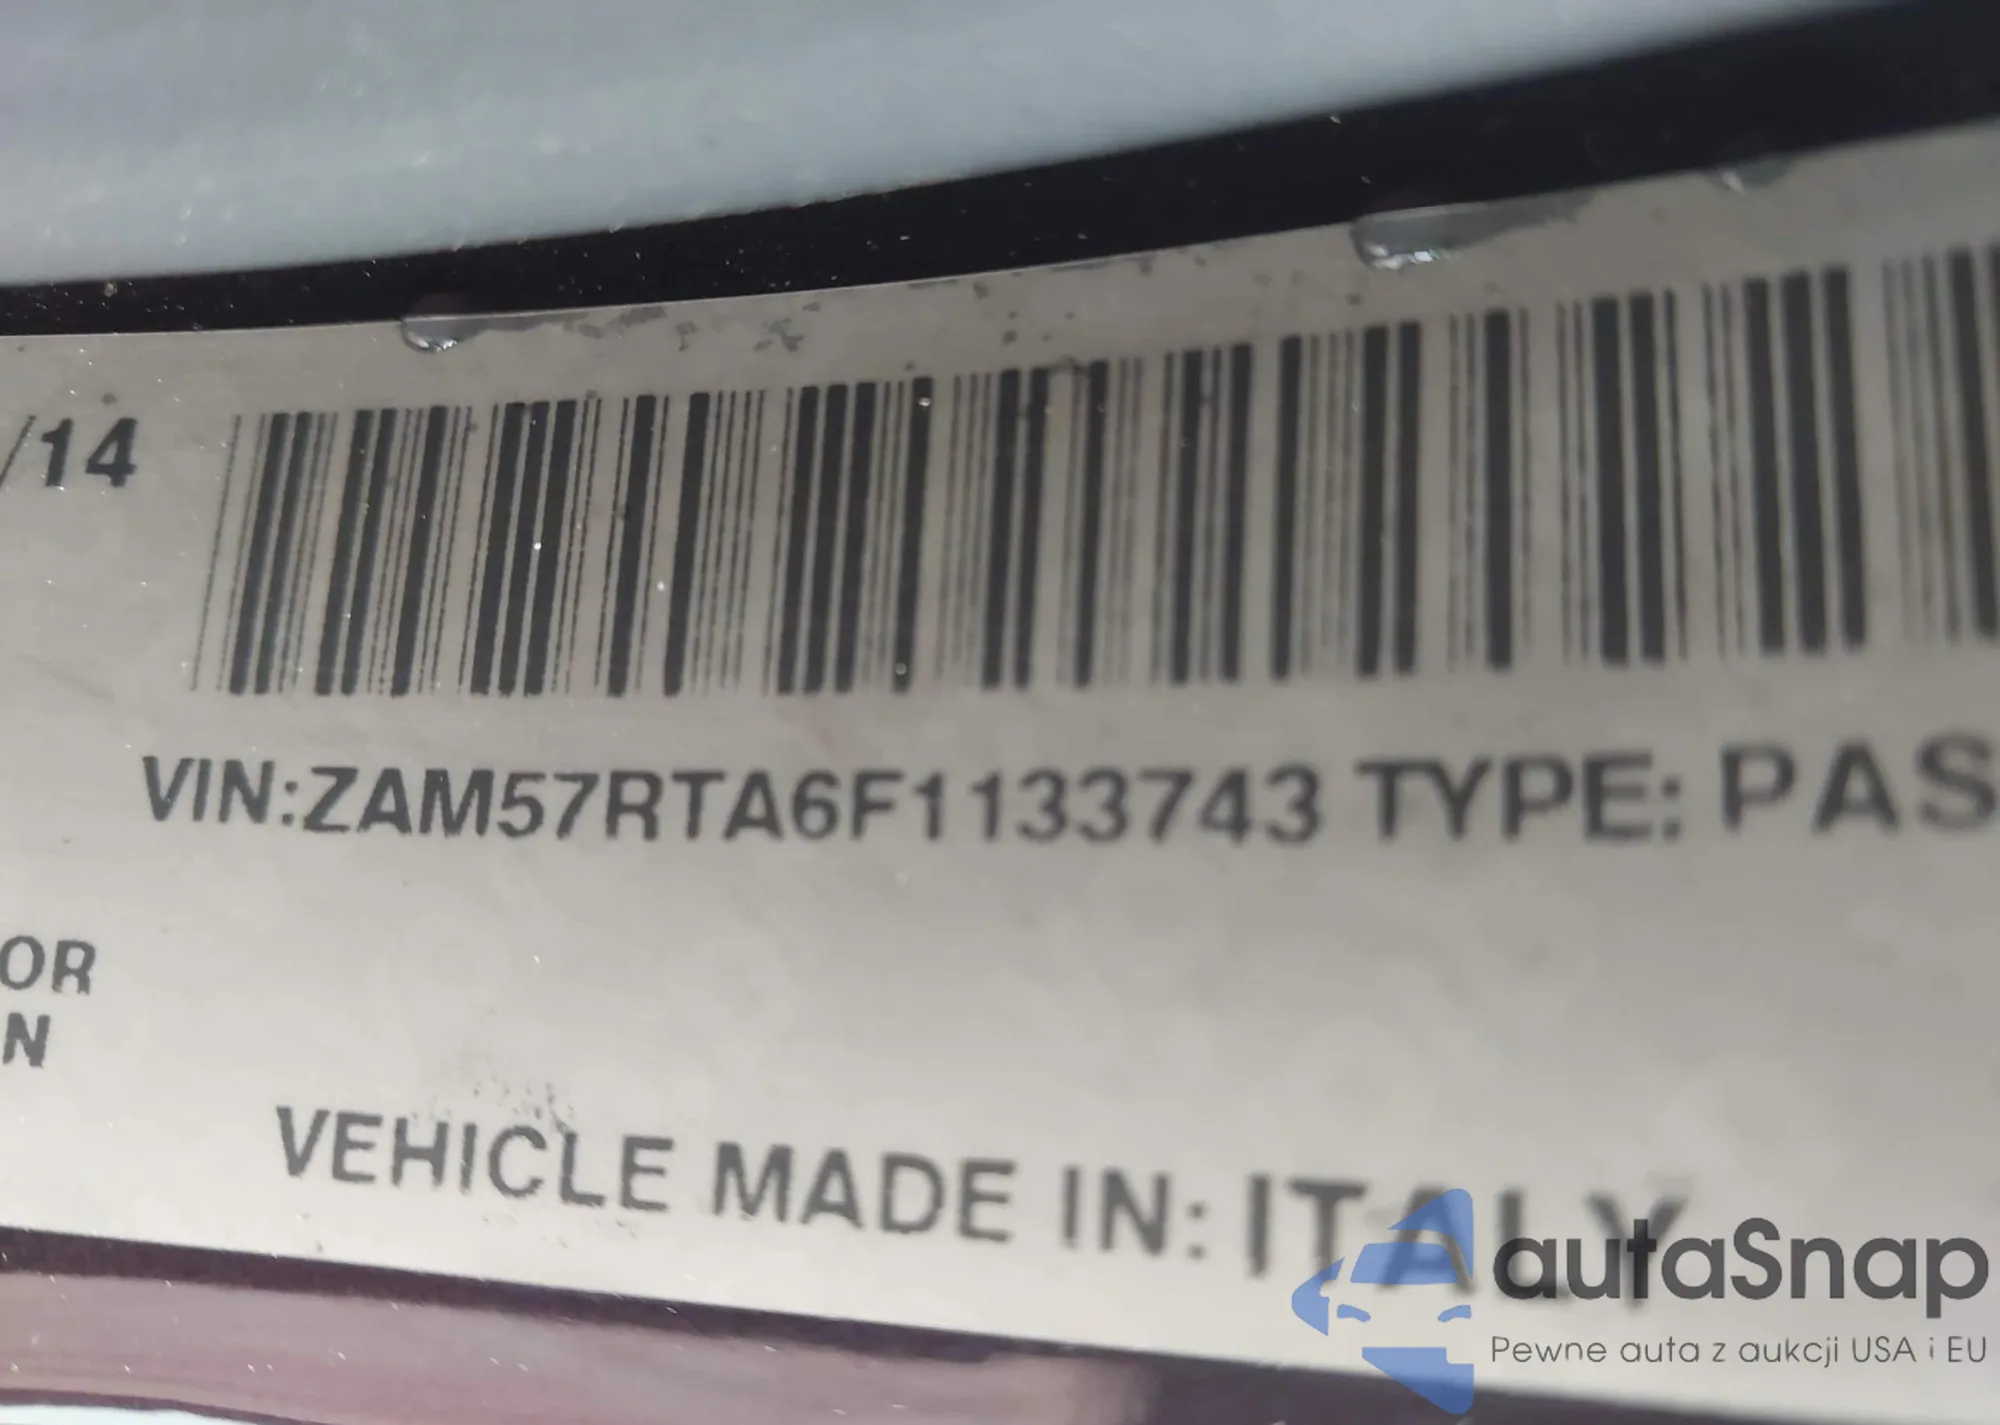 /14
VIN:ZAM57RTA6F1133743 TYPE: PAS
OR
N
VEHICLE MADE IN: ITALY
autaSnap
Pewne auta z aukcji USA i EU